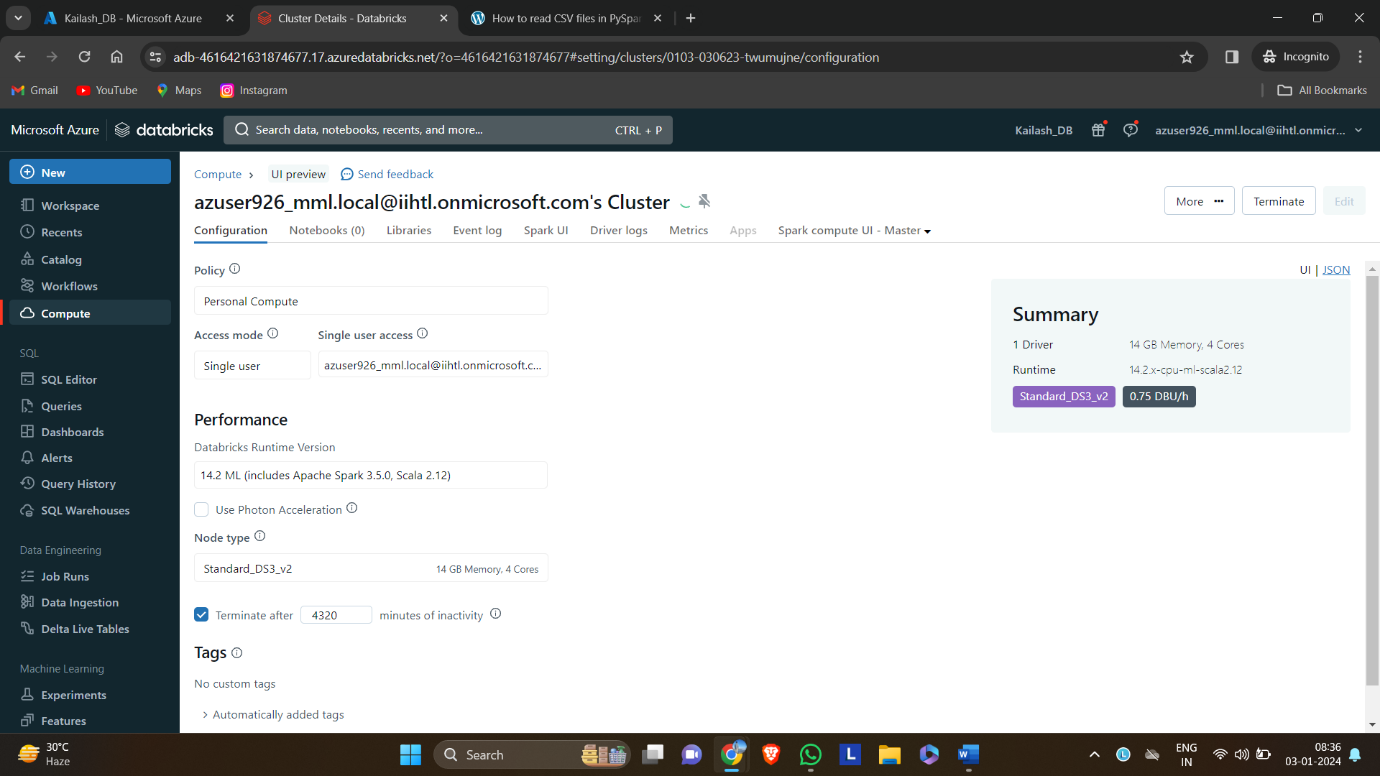 Kailash_DB - Microsoft Azure
Cluster Details - Databricks
How to read CSV files in PySpar
adb-4616421631874677.17.azuredatabricks.net/?o=4616421631874677#setting/clusters/0103-030623-twumujne/configuration
Incognito
Gmail
YouTube
Maps
Instagram
All Bookmarks
Microsoft Azure
databricks
Search data, notebooks, recents, and more...
CTRL + P
Kailash_DB
azuser926_mml.local@iihtl.onmicr...
New
Workspace
Recents
Catalog
Workflows
Compute
SQL
SQL Editor
Queries
Dashboards
Alerts
Query History
SQL Warehouses
Data Engineering
Job Runs
Data Ingestion
Delta Live Tables
Machine Learning
Experiments
Features
Compute
UI preview
Send feedback
azuser926_mml.local@iihtl.onmicrosoft.com's Cluster
More ···
Terminate
Edit
Configuration
Notebooks (0)
Libraries
Event log
Spark UI
Driver logs
Metrics
Apps
Spark compute UI - Master
UI | JSON
Policy
Personal Compute
Access mode
Single user access
Single user
azuser926_mml.local@iihtl.onmicrosoft.c...
Performance
Databricks Runtime Version
14.2 ML (includes Apache Spark 3.5.0, Scala 2.12)
Use Photon Acceleration
Node type
Standard_DS3_v2
14 GB Memory, 4 Cores
Terminate after 4320 minutes of inactivity
Tags
No custom tags
Automatically added tags
Summary
1 Driver
14 GB Memory, 4 Cores
Runtime
14.2.x-cpu-ml-scala2.12
Standard_DS3_v2
0.75 DBU/h
30°C
Haze
Search
L
W
L
ENG
IN
08:36
03-01-2024